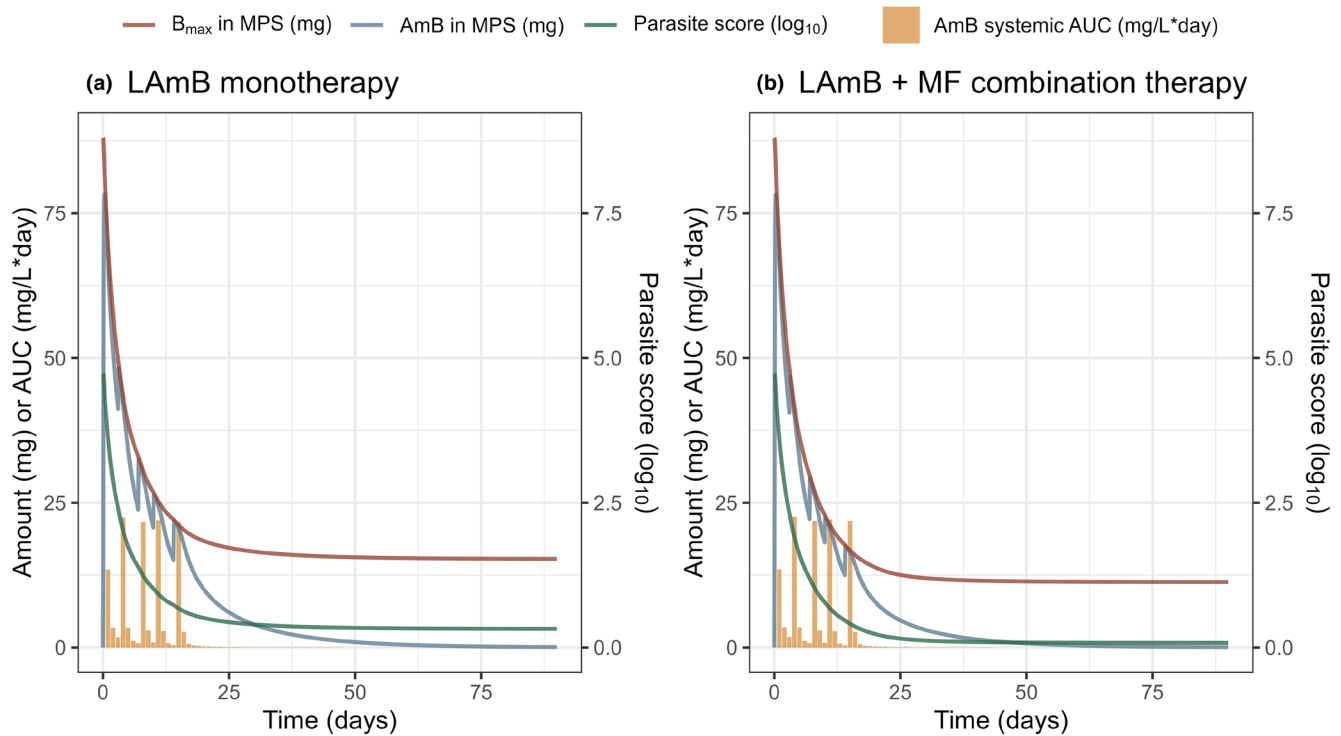 B_max in MPS (mg) AmB in MPS (mg) Parasite score (log₁₀) AmB systemic AUC (mg/L*day)
(a) LAmB monotherapy
Amount (mg) or AUC (mg/L*day)
75
50
25
0
7.5
5.0
2.5
0.0
Parasite score (log₁₀)
0 25 50 75
Time (days)
(b) LAmB + MF combination therapy
Amount (mg) or AUC (mg/L*day)
75
50
25
0
7.5
5.0
2.5
0.0
Parasite score (log₁₀)
0 25 50 75
Time (days)